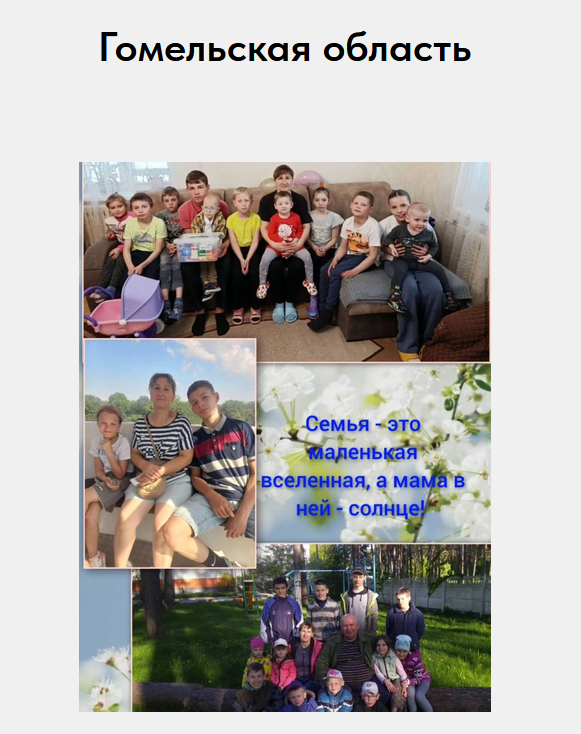 Гомельская область
Семья - это
маленькая
вселенная, а мама в
ней - солнце!